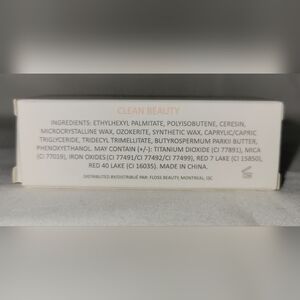 CLEAN BEAUTY
INGREDIENTS: ETHYLHEXYL PALMITATE, POLYISOBUTENE, CERESIN,
MICROCRYSTALLINE WAX, OZOKERITE, SYNTHETIC WAX, CAPRYLIC/CAPRIC
TRIGLYCERIDE, TRIDECYL TRIMELLITATE, BUTYROSPERMUM PARKII BUTTER,
PHENOXYETHANOL. MAY CONTAIN (+/-): TITANIUM DIOXIDE (CI 77891), MICA
(CI 77019), IRON OXIDES (CI 77491/CI 77492/CI 77499), RED 7 LAKE (CI 15850),
RED 40 LAKE (CI 16035). MADE IN CHINA.
DISTRIBUTED BY/DISTRIBUÉ PAR: FLOSS BEAUTY, MONTREAL, QC